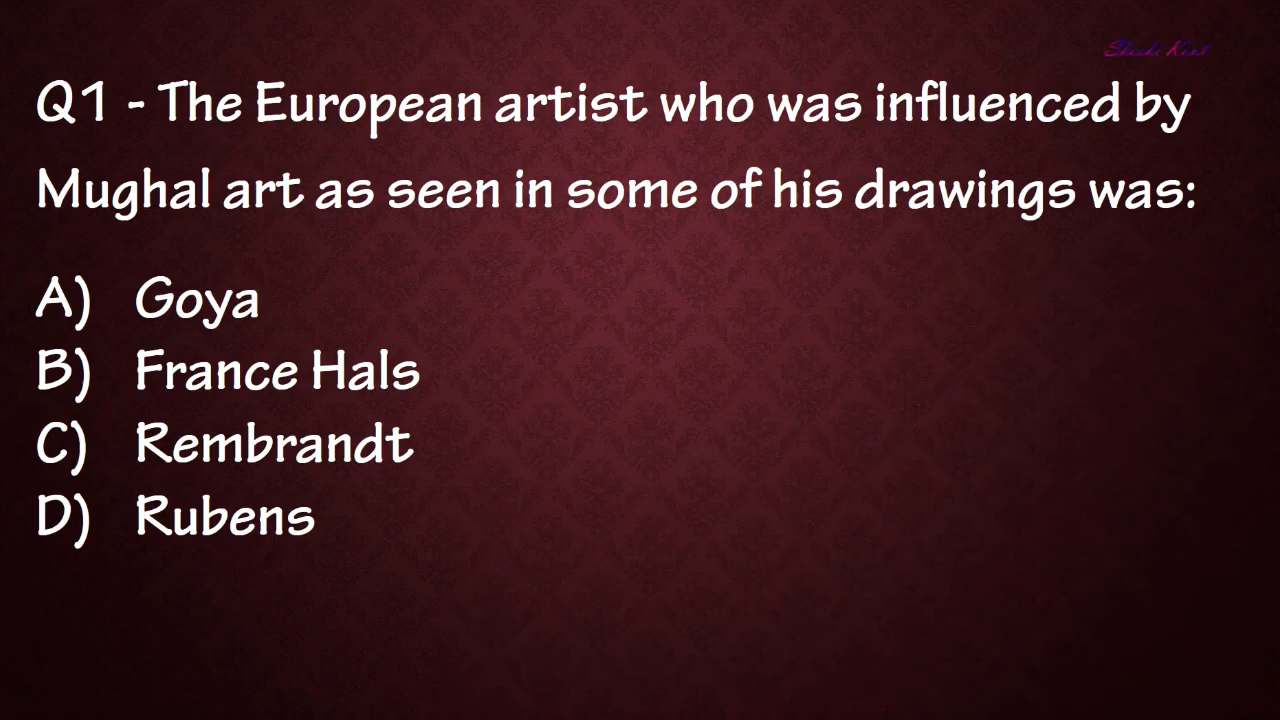 Q1 - The European artist who was influenced by
Mughal art as seen in some of his drawings was:
A) Goya
B) France Hals
C) Rembrandt
D) Rubens